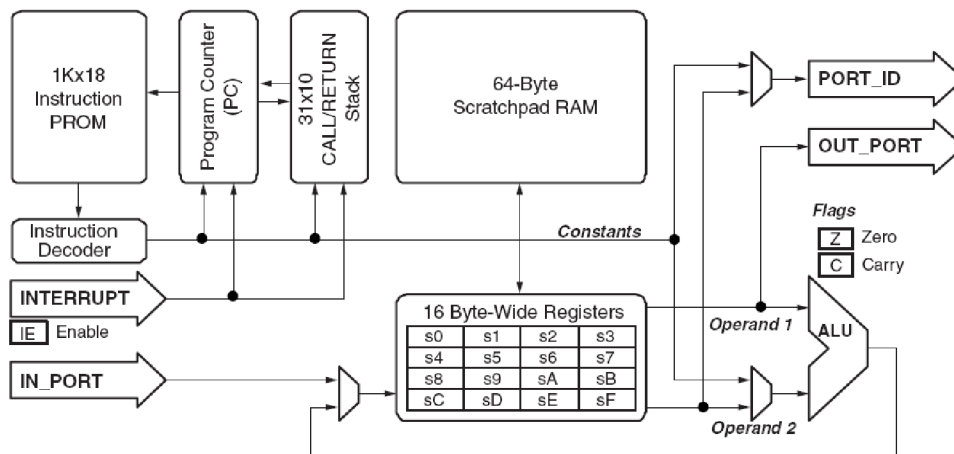 1Kx18
Instruction
PROM
Program Counter
(PC)
31x10
CALL/RETURN
Stack
64-Byte
Scratchpad RAM
PORT_ID
OUT_PORT
Instruction
Decoder
Constants
Flags
Z Zero
C Carry
INTERRUPT
IE Enable
16 Byte-Wide Registers
s0 s1 s2 s3
s4 s5 s6 s7
s8 s9 sA sB
sC sD sE sF
Operand 1
ALU
IN_PORT
Operand 2